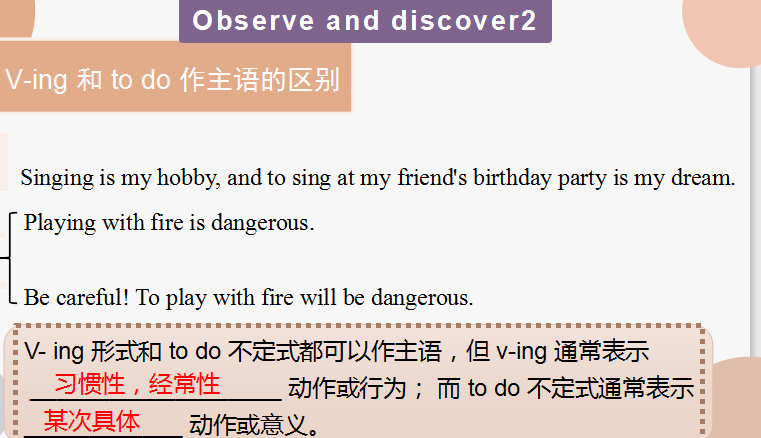 Observe and discover2
V-ing 和 to do 作主语的区别
Singing is my hobby, and to sing at my friend's birthday party is my dream.
Playing with fire is dangerous.
Be careful! To play with fire will be dangerous.
V- ing 形式和 to do 不定式都可以作主语，但 v-ing 通常表示
习惯性，经常性 动作或行为； 而 to do 不定式通常表示
某次具体 动作或意义。